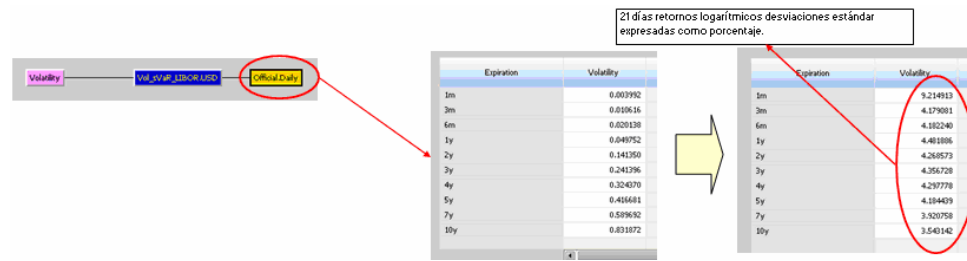 21 días retornos logarítmicos desviaciones estándar
expresadas como porcentaje.
Volatility Vol_sVaR_LIBOR.USD Official.Daily
Expiration Volatility
1m 0.003992
3m 0.010616
6m 0.020138
1y 0.049752
2y 0.141350
3y 0.241396
4y 0.324370
5y 0.416681
7y 0.589692
10y 0.831872
Expiration Volatility
1m 9.214913
3m 4.179081
6m 4.182240
1y 4.481886
2y 4.268573
3y 4.356728
4y 4.297778
5y 4.184439
7y 3.920758
10y 3.543142